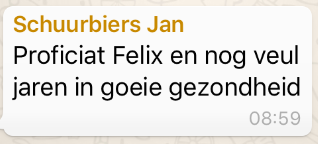 Schuurbiers Jan
Proficiat Felix en nog veul
jaren in goeie gezondheid
08:59